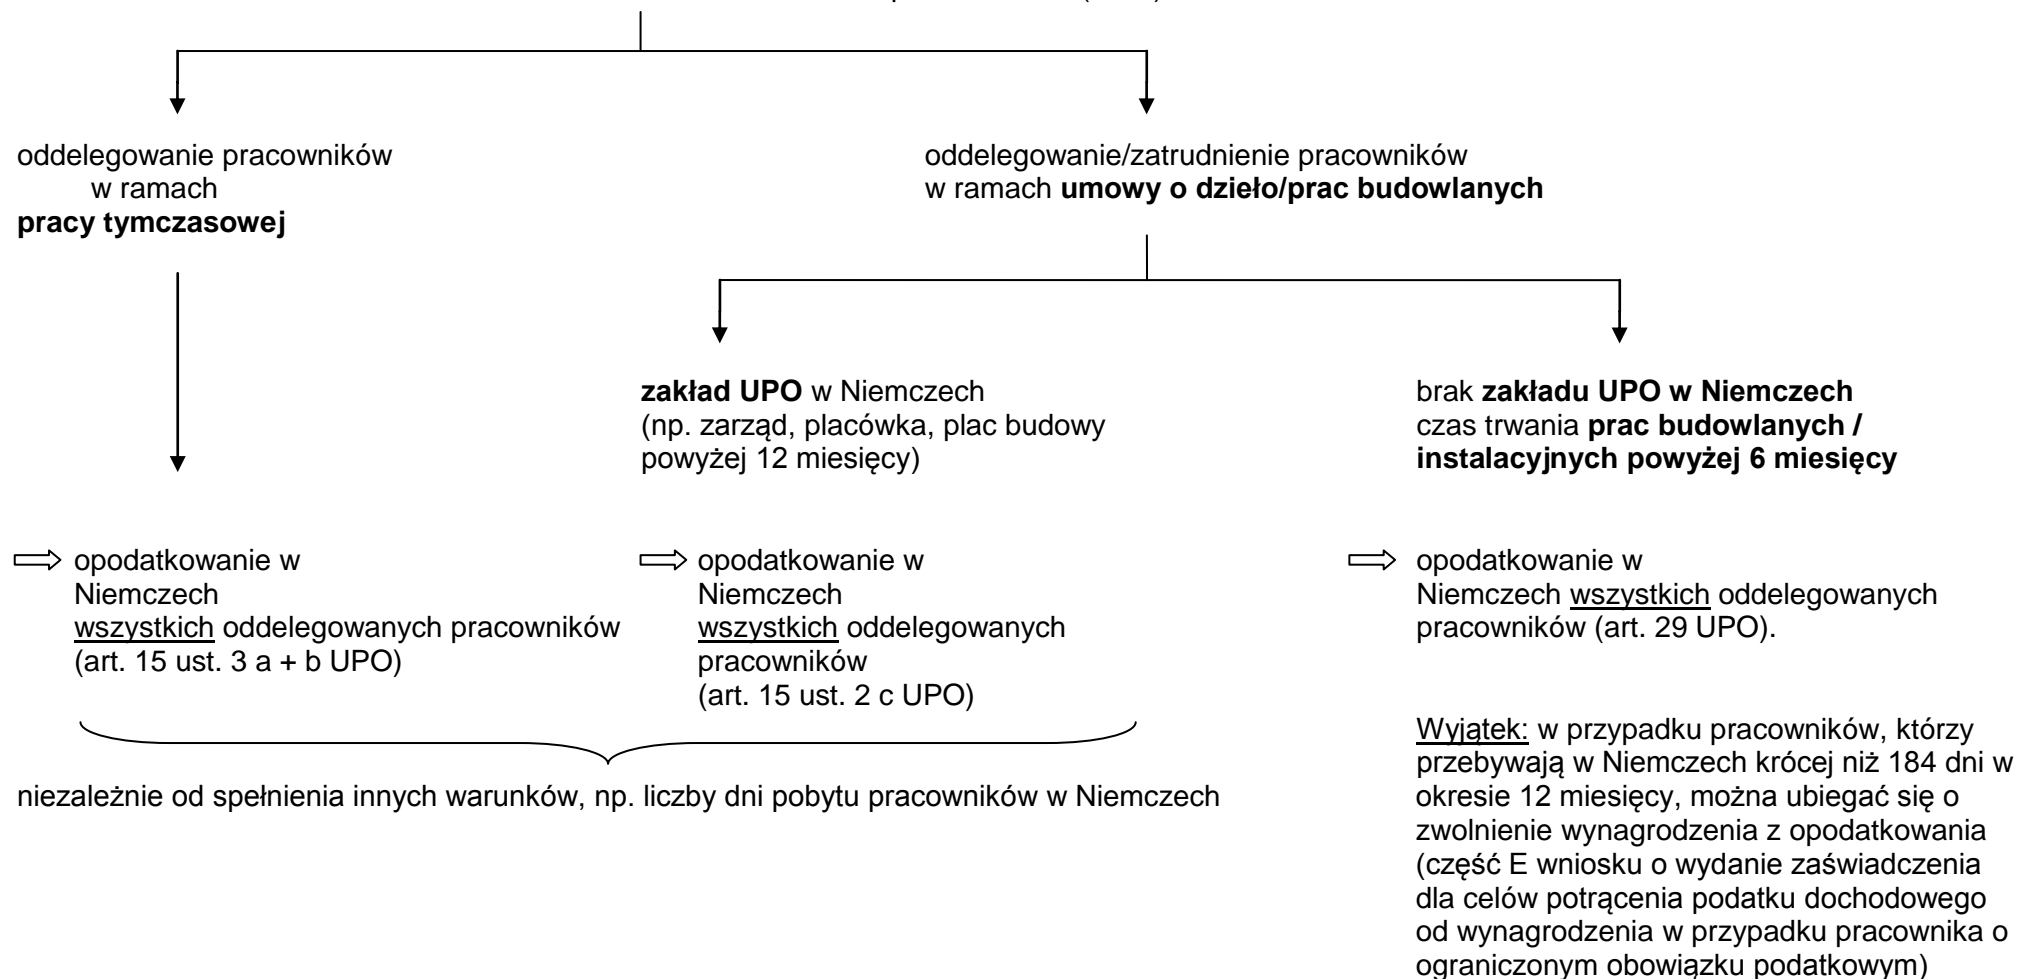 oddelegowanie pracowników
w ramach
pracy tymczasowej
oddelegowanie/zatrudnienie pracowników
w ramach umowy o dzieło/prac budowlanych
zakład UPO w Niemczech
(np. zarząd, placówka, plac budowy
powyżej 12 miesięcy)
brak zakładu UPO w Niemczech
czas trwania prac budowlanych /
instalacyjnych powyżej 6 miesięcy
opodatkowanie w
Niemczech
wszystkich oddelegowanych pracowników
(art. 15 ust. 3 a + b UPO)
opodatkowanie w
Niemczech
wszystkich oddelegowanych
pracowników
(art. 15 ust. 2 c UPO)
niezależnie od spełnienia innych warunków, np. liczby dni pobytu pracowników w Niemczech
opodatkowanie w
Niemczech wszystkich oddelegowanych
pracowników (art. 29 UPO).
Wyjątek: w przypadku pracowników, którzy
przebywają w Niemczech krócej niż 184 dni w
okresie 12 miesięcy, można ubiegać się o
zwolnienie wynagrodzenia z opodatkowania
(część E wniosku o wydanie zaświadczenia
dla celów potrącenia podatku dochodowego
od wynagrodzenia w przypadku pracownika o
ograniczonym obowiązku podatkowym)